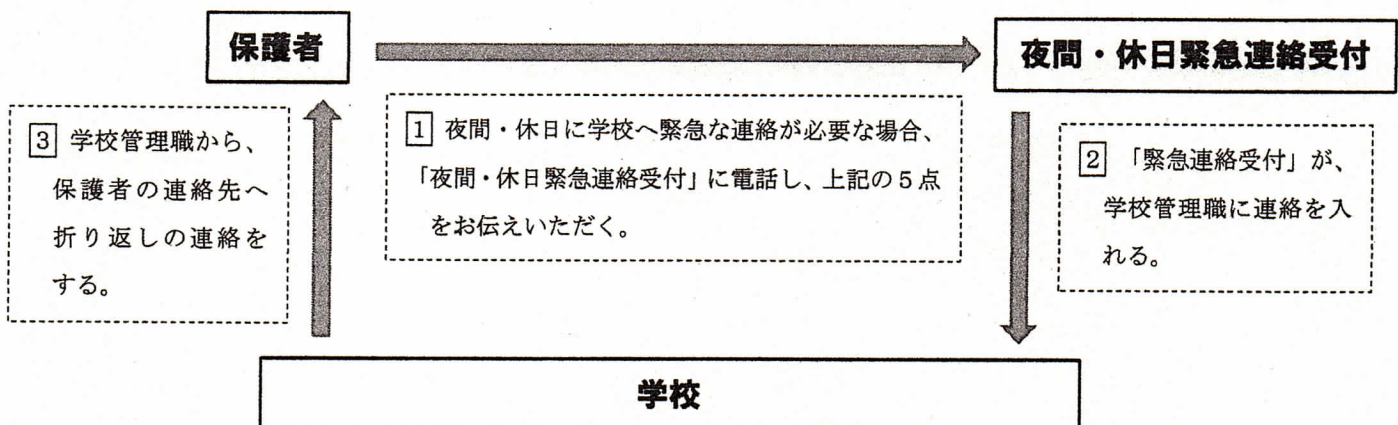 保護者
夜間・休日緊急連絡受付
1 夜間・休日に学校へ緊急な連絡が必要な場合、
「夜間・休日緊急連絡受付」に電話し、上記の5点
をお伝えいただく。
2 「緊急連絡受付」が、
学校管理職に連絡を入
れる。
3 学校管理職から、
保護者の連絡先へ
折り返しの連絡を
する。
学校